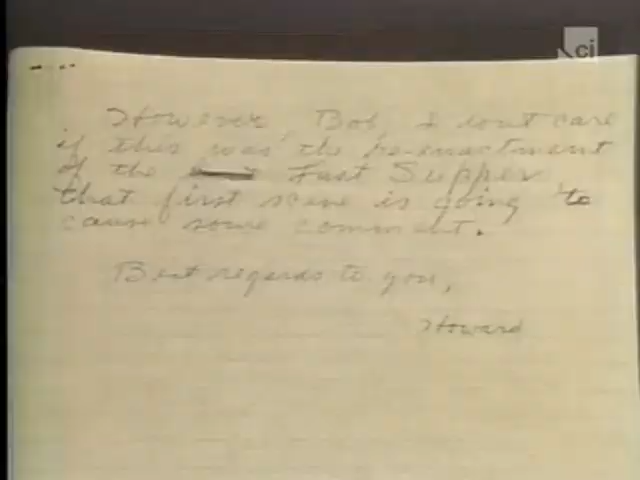 ci
However, Bob, I don't care
if this was the re-enactment
of the Last Supper
that first scene is going to
cause some comment.
Best regards to you,
Howard